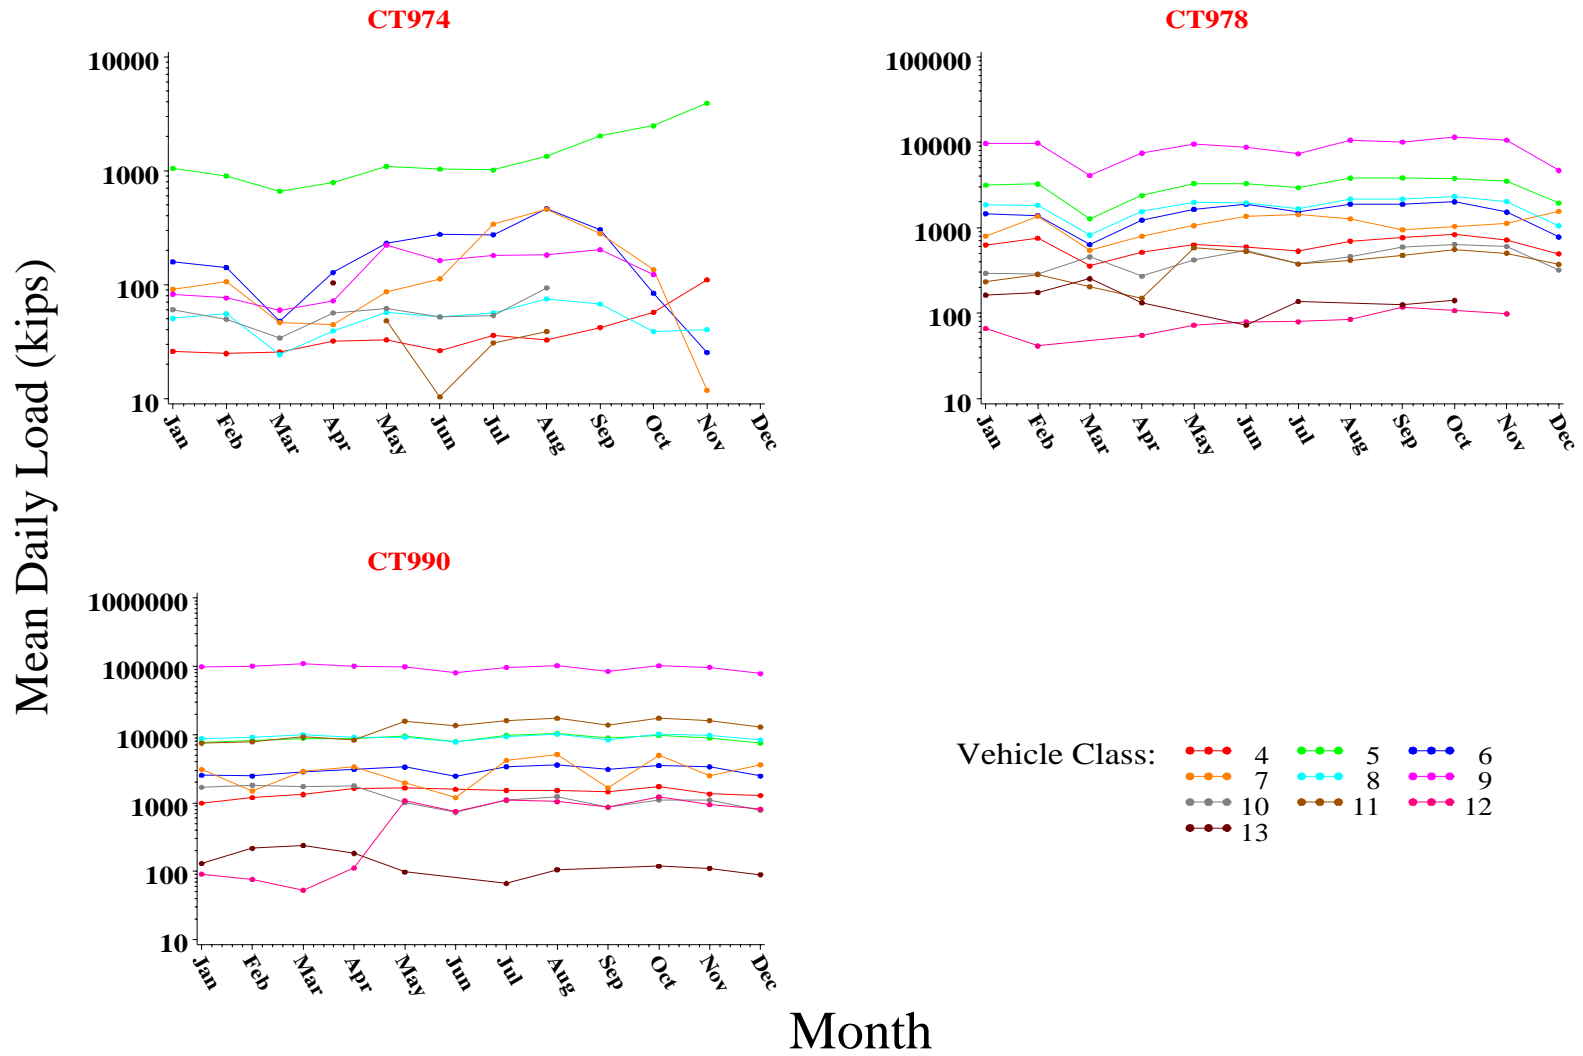 CT974
10000
1000
100
10
Jan Feb Mar Apr May Jun Jul Aug Sep Oct Nov Dec
CT978
100000
10000
1000
100
10
Jan Feb Mar Apr May Jun Jul Aug Sep Oct Nov Dec
Mean Daily Load (kips)
CT990
1000000
100000
10000
1000
100
10
Jan Feb Mar Apr May Jun Jul Aug Sep Oct Nov Dec
Vehicle Class: 4 5 6
7 8 9
10 11 12
13
Month